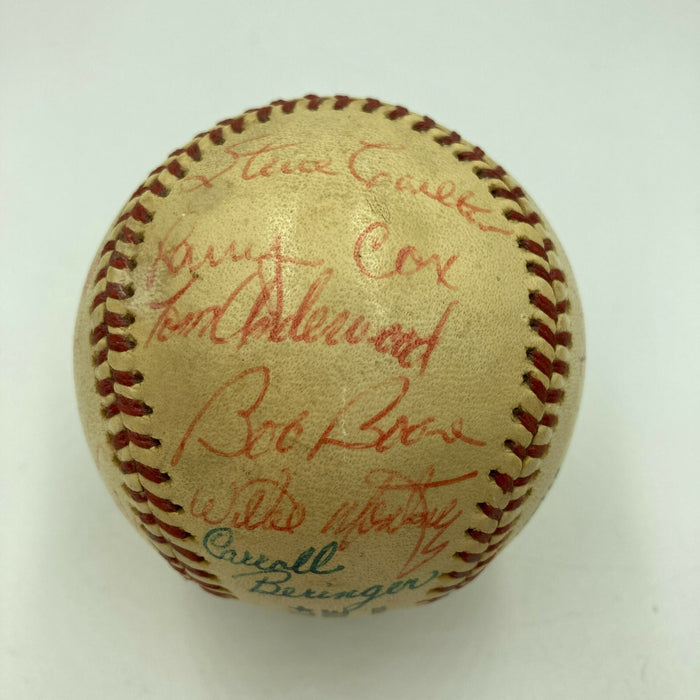 Steve Carlton
Larry Cox
Tom Underwood
Bob Boone
Willie Montanez
Carroll
Beringer